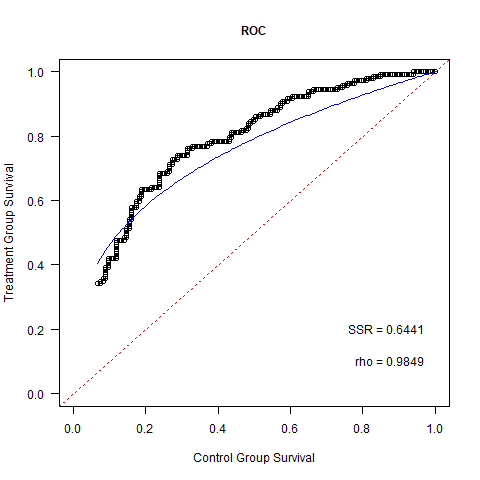 ROC
Treatment Group Survival
1.0
0.8
0.6
0.4
0.2
0.0
SSR = 0.6441
rho = 0.9849
0.0 0.2 0.4 0.6 0.8 1.0
Control Group Survival